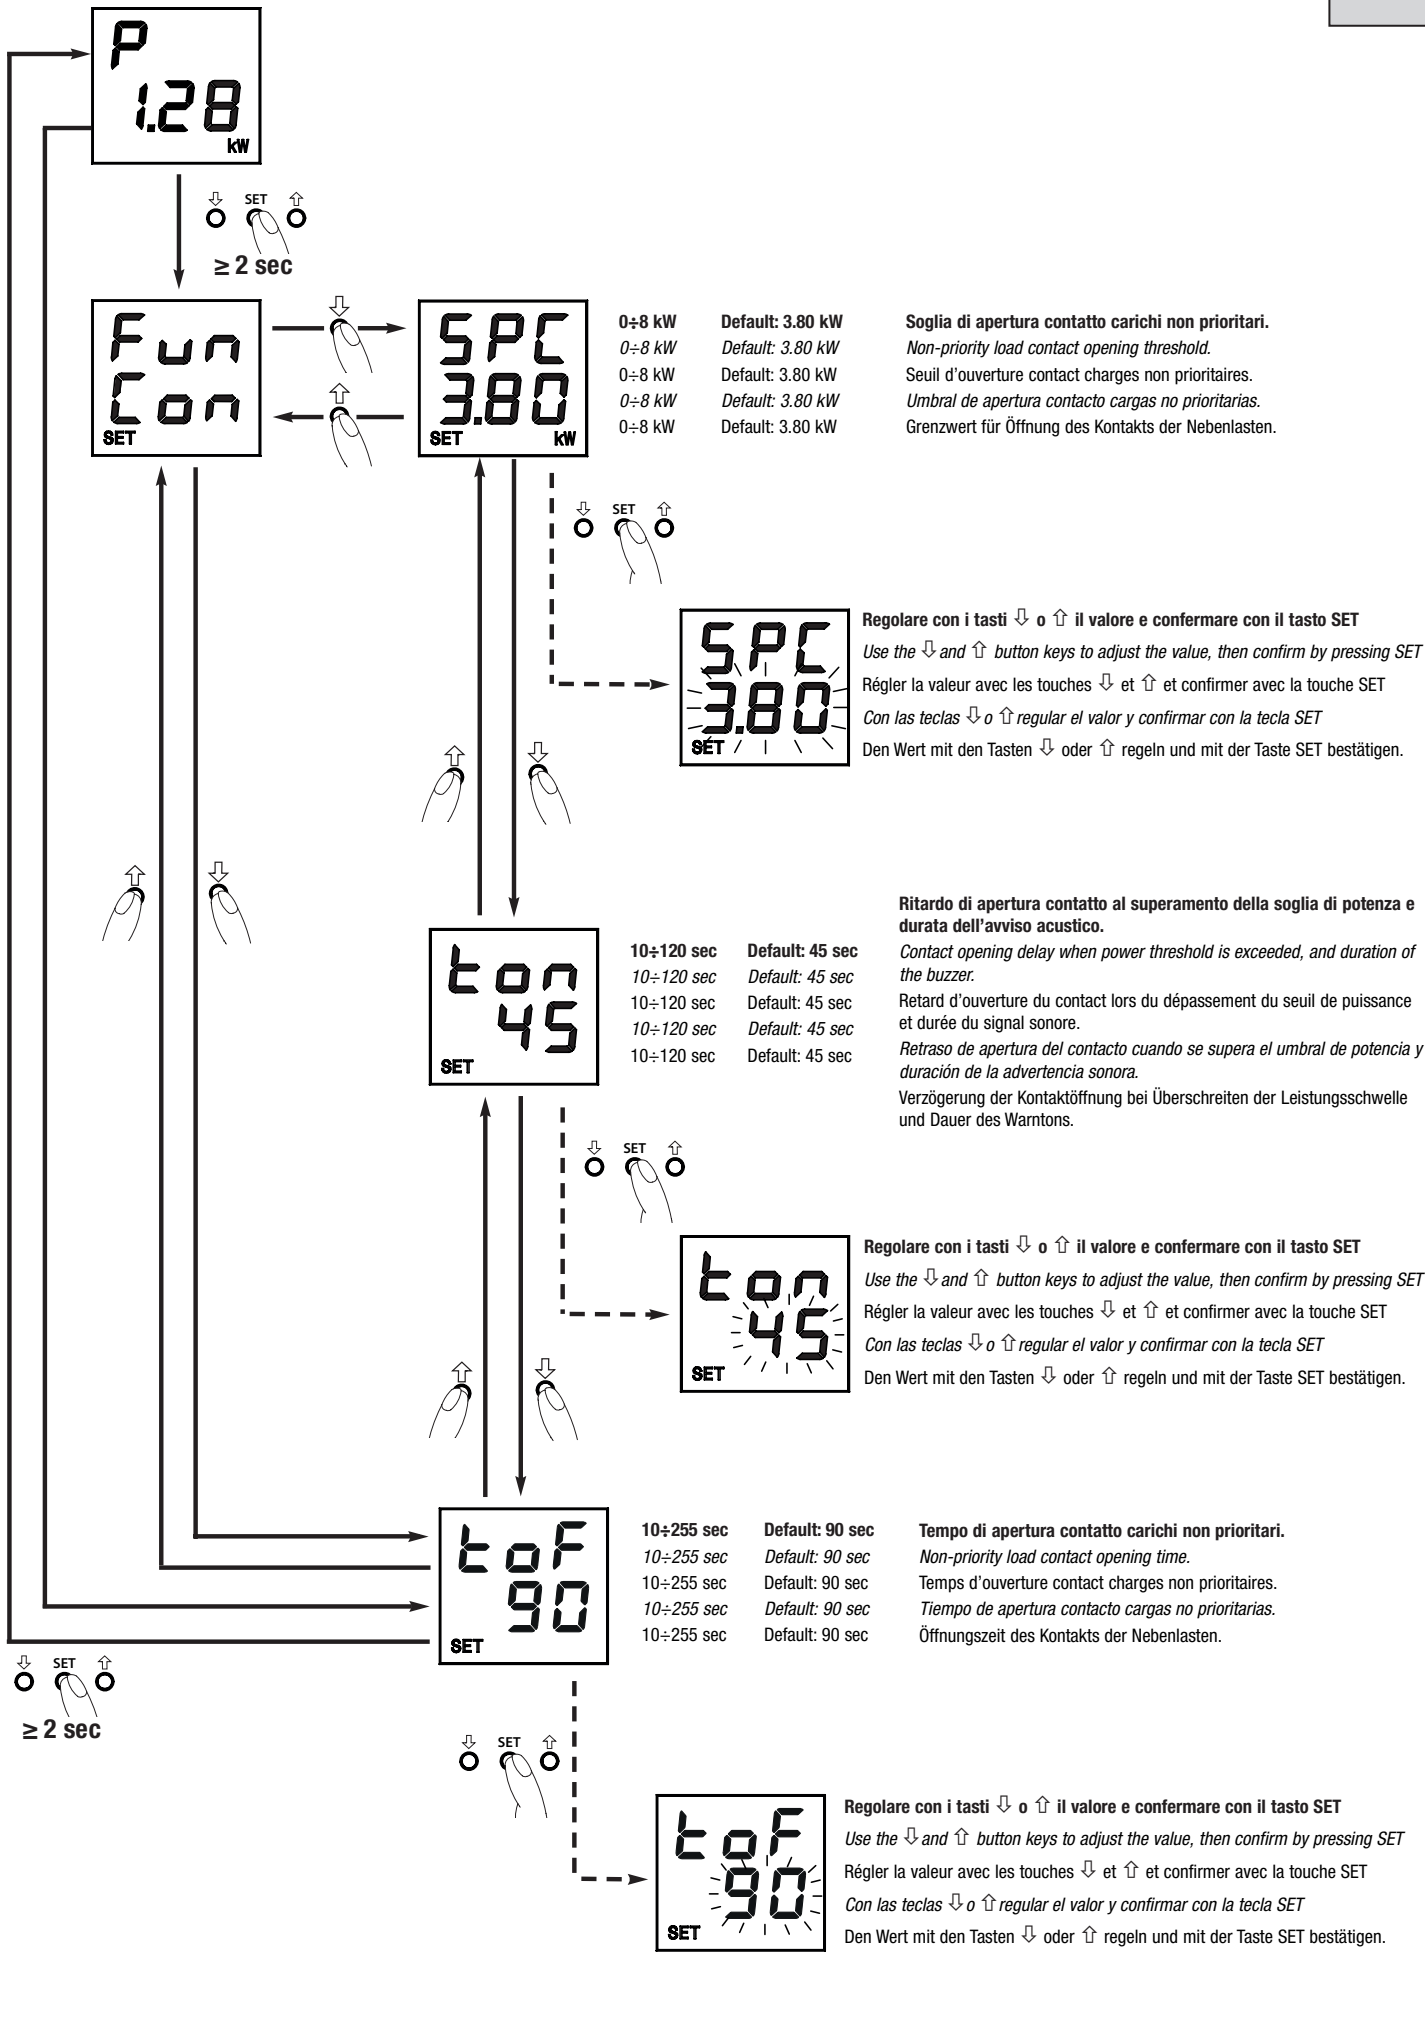 P
1.28
kW
SET
≥ 2 sec
Fun
Con
SET
SPC
3.80
SET kW
0÷8 kW Default: 3.80 kW Soglia di apertura contatto carichi non prioritari.
0÷8 kW Default: 3.80 kW Non-priority load contact opening threshold.
0÷8 kW Default: 3.80 kW Seuil d'ouverture contact charges non prioritaires.
0÷8 kW Default: 3.80 kW Umbral de apertura contacto cargas no prioritarias.
0÷8 kW Default: 3.80 kW Grenzwert für Öffnung des Kontakts der Nebenlasten.
SET
SPC
3.80
SET
Regolare con i tasti ⇩ o ⇧ il valore e confermare con il tasto SET
Use the ⇩ and ⇧ button keys to adjust the value, then confirm by pressing SET
Régler la valeur avec les touches ⇩ et ⇧ et confirmer avec la touche SET
Con las teclas ⇩ o ⇧ regular el valor y confirmar con la tecla SET
Den Wert mit den Tasten ⇩ oder ⇧ regeln und mit der Taste SET bestätigen.
ton
45
SET
10÷120 sec Default: 45 sec
10÷120 sec Default: 45 sec
10÷120 sec Default: 45 sec
10÷120 sec Default: 45 sec
10÷120 sec Default: 45 sec
Ritardo di apertura contatto al superamento della soglia di potenza e
durata dell'avviso acustico.
Contact opening delay when power threshold is exceeded, and duration of
the buzzer.
Retard d'ouverture du contact lors du dépassement du seuil de puissance
et durée du signal sonore.
Retraso de apertura del contacto cuando se supera el umbral de potencia y
duración de la advertencia sonora.
Verzögerung der Kontaktöffnung bei Überschreiten der Leistungsschwelle
und Dauer des Warntons.
SET
ton
45
SET
Regolare con i tasti ⇩ o ⇧ il valore e confermare con il tasto SET
Use the ⇩ and ⇧ button keys to adjust the value, then confirm by pressing SET
Régler la valeur avec les touches ⇩ et ⇧ et confirmer avec la touche SET
Con las teclas ⇩ o ⇧ regular el valor y confirmar con la tecla SET
Den Wert mit den Tasten ⇩ oder ⇧ regeln und mit der Taste SET bestätigen.
toF
90
SET
10÷255 sec Default: 90 sec Tempo di apertura contatto carichi non prioritari.
10÷255 sec Default: 90 sec Non-priority load contact opening time.
10÷255 sec Default: 90 sec Temps d'ouverture contact charges non prioritaires.
10÷255 sec Default: 90 sec Tiempo de apertura contacto cargas no prioritarias.
10÷255 sec Default: 90 sec Öffnungszeit des Kontakts der Nebenlasten.
SET
≥ 2 sec
SET
toF
90
SET
Regolare con i tasti ⇩ o ⇧ il valore e confermare con il tasto SET
Use the ⇩ and ⇧ button keys to adjust the value, then confirm by pressing SET
Régler la valeur avec les touches ⇩ et ⇧ et confirmer avec la touche SET
Con las teclas ⇩ o ⇧ regular el valor y confirmar con la tecla SET
Den Wert mit den Tasten ⇩ oder ⇧ regeln und mit der Taste SET bestätigen.